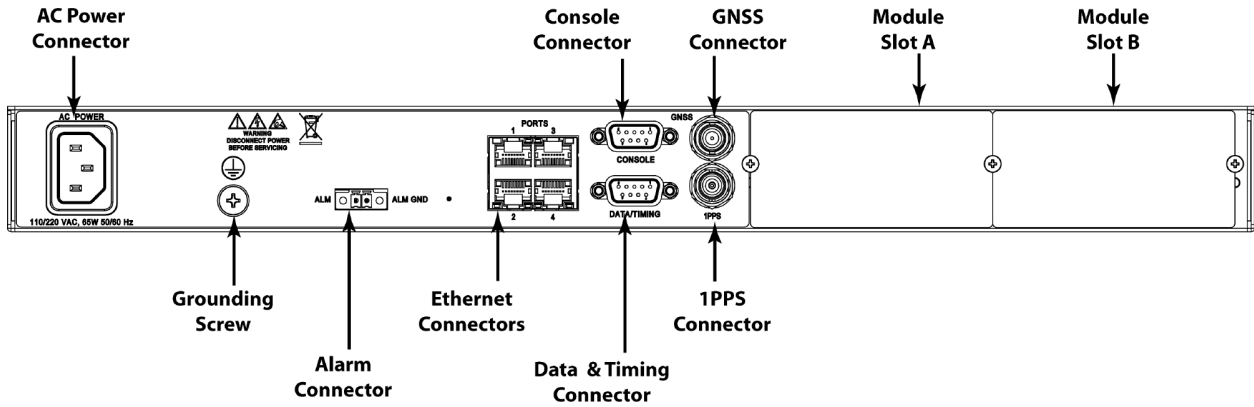 AC Power
Connector
Console
Connector
GNSS
Connector
Module
Slot A
Module
Slot B
AC POWER
WARNING
DISCONNECT POWER
BEFORE SERVICING
PORTS
1 3
GNSS
CONSOLE
ALM
ALM GND
2 4
DATA/TIMING
1PPS
110/220 VAC, 65W 50/60 Hz
Grounding
Screw
Ethernet
Connectors
1PPS
Connector
Alarm
Connector
Data & Timing
Connector